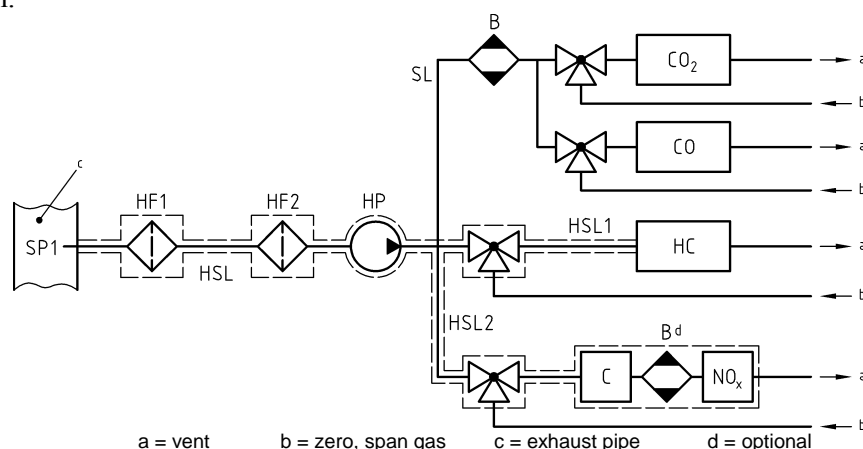 B
SL
CO2
a
b
c
CO
a
b
HF1
HF2
HP
SP1
HSL
HSL1
HC
a
b
HSL2
Bd
C
NOx
a
b
a = vent b = zero, span gas c = exhaust pipe d = optional